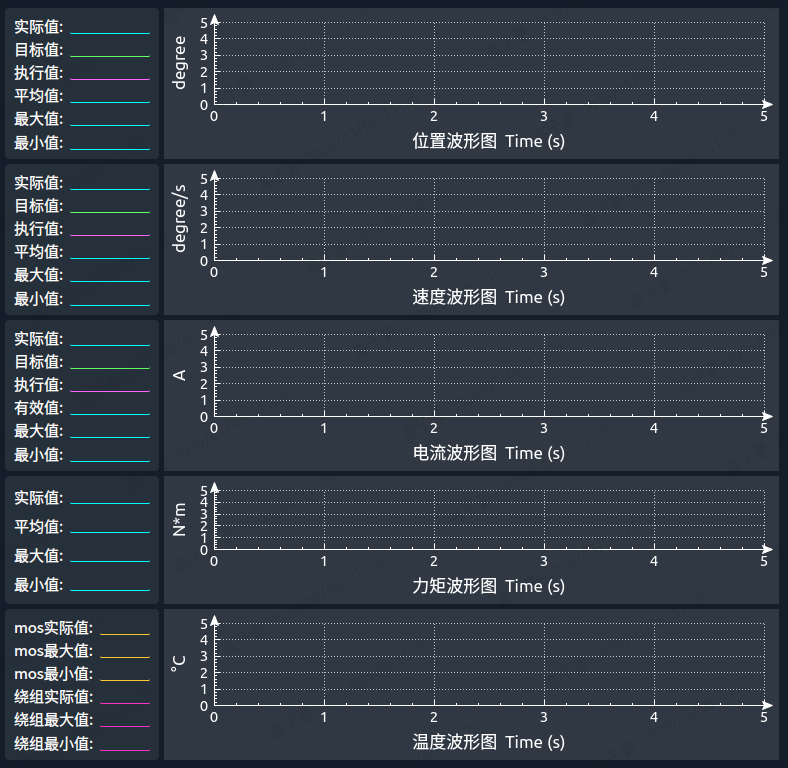 实际值:
目标值:
执行值:
平均值:
最大值:
最小值:
degree
5
4
3
2
1
0
0 1 2 3 4 5
位置波形图 Time (s)
实际值:
目标值:
执行值:
平均值:
最大值:
最小值:
degree/s
5
4
3
2
1
0
0 1 2 3 4 5
速度波形图 Time (s)
实际值:
目标值:
执行值:
有效值:
最大值:
最小值:
A
5
4
3
2
1
0
0 1 2 3 4 5
电流波形图 Time (s)
实际值:
平均值:
最大值:
最小值:
N*m
5
4
3
2
1
0
0 1 2 3 4 5
力矩波形图 Time (s)
mos实际值:
mos最大值:
mos最小值:
绕组实际值:
绕组最大值:
绕组最小值:
°C
5
4
3
2
1
0
0 1 2 3 4 5
温度波形图 Time (s)